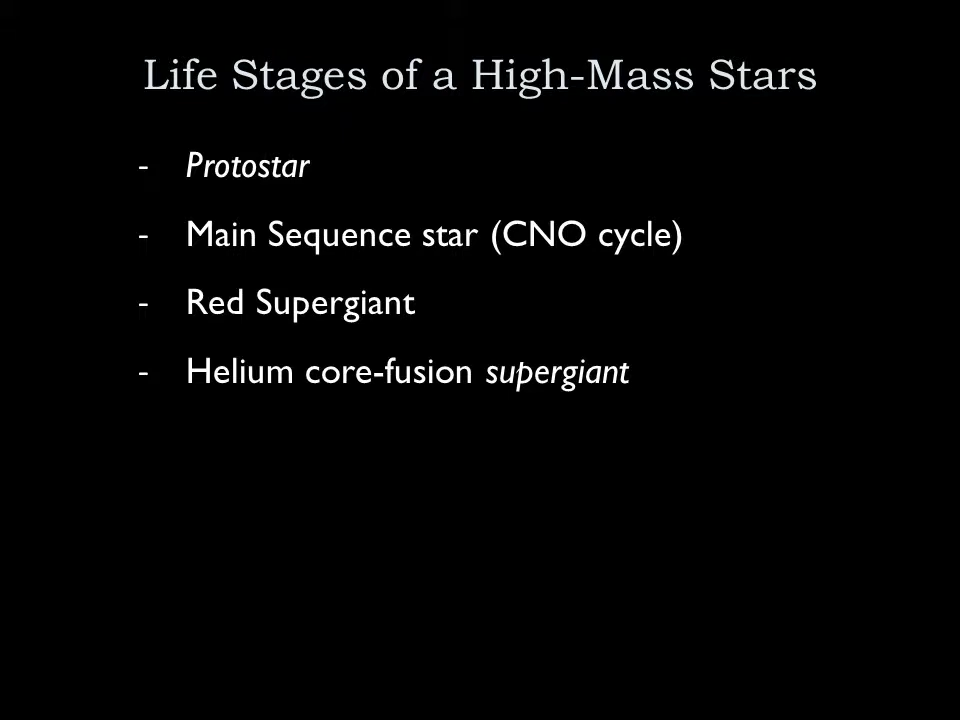 Life Stages of a High-Mass Stars
- Protostar
- Main Sequence star (CNO cycle)
- Red Supergiant
- Helium core-fusion supergiant